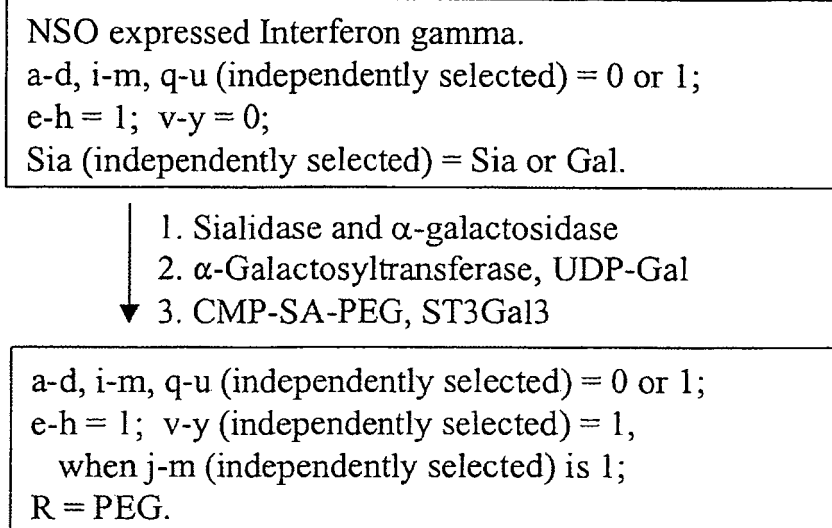 NSO expressed Interferon gamma.
a-d, i-m, q-u (independently selected) = 0 or 1;
e-h = 1; v-y = 0;
Sia (independently selected) = Sia or Gal.
1. Sialidase and α-galactosidase
2. α-Galactosyltransferase, UDP-Gal
3. CMP-SA-PEG, ST3Gal3
a-d, i-m, q-u (independently selected) = 0 or 1;
e-h = 1; v-y (independently selected) = 1,
when j-m (independently selected) is 1;
R = PEG.